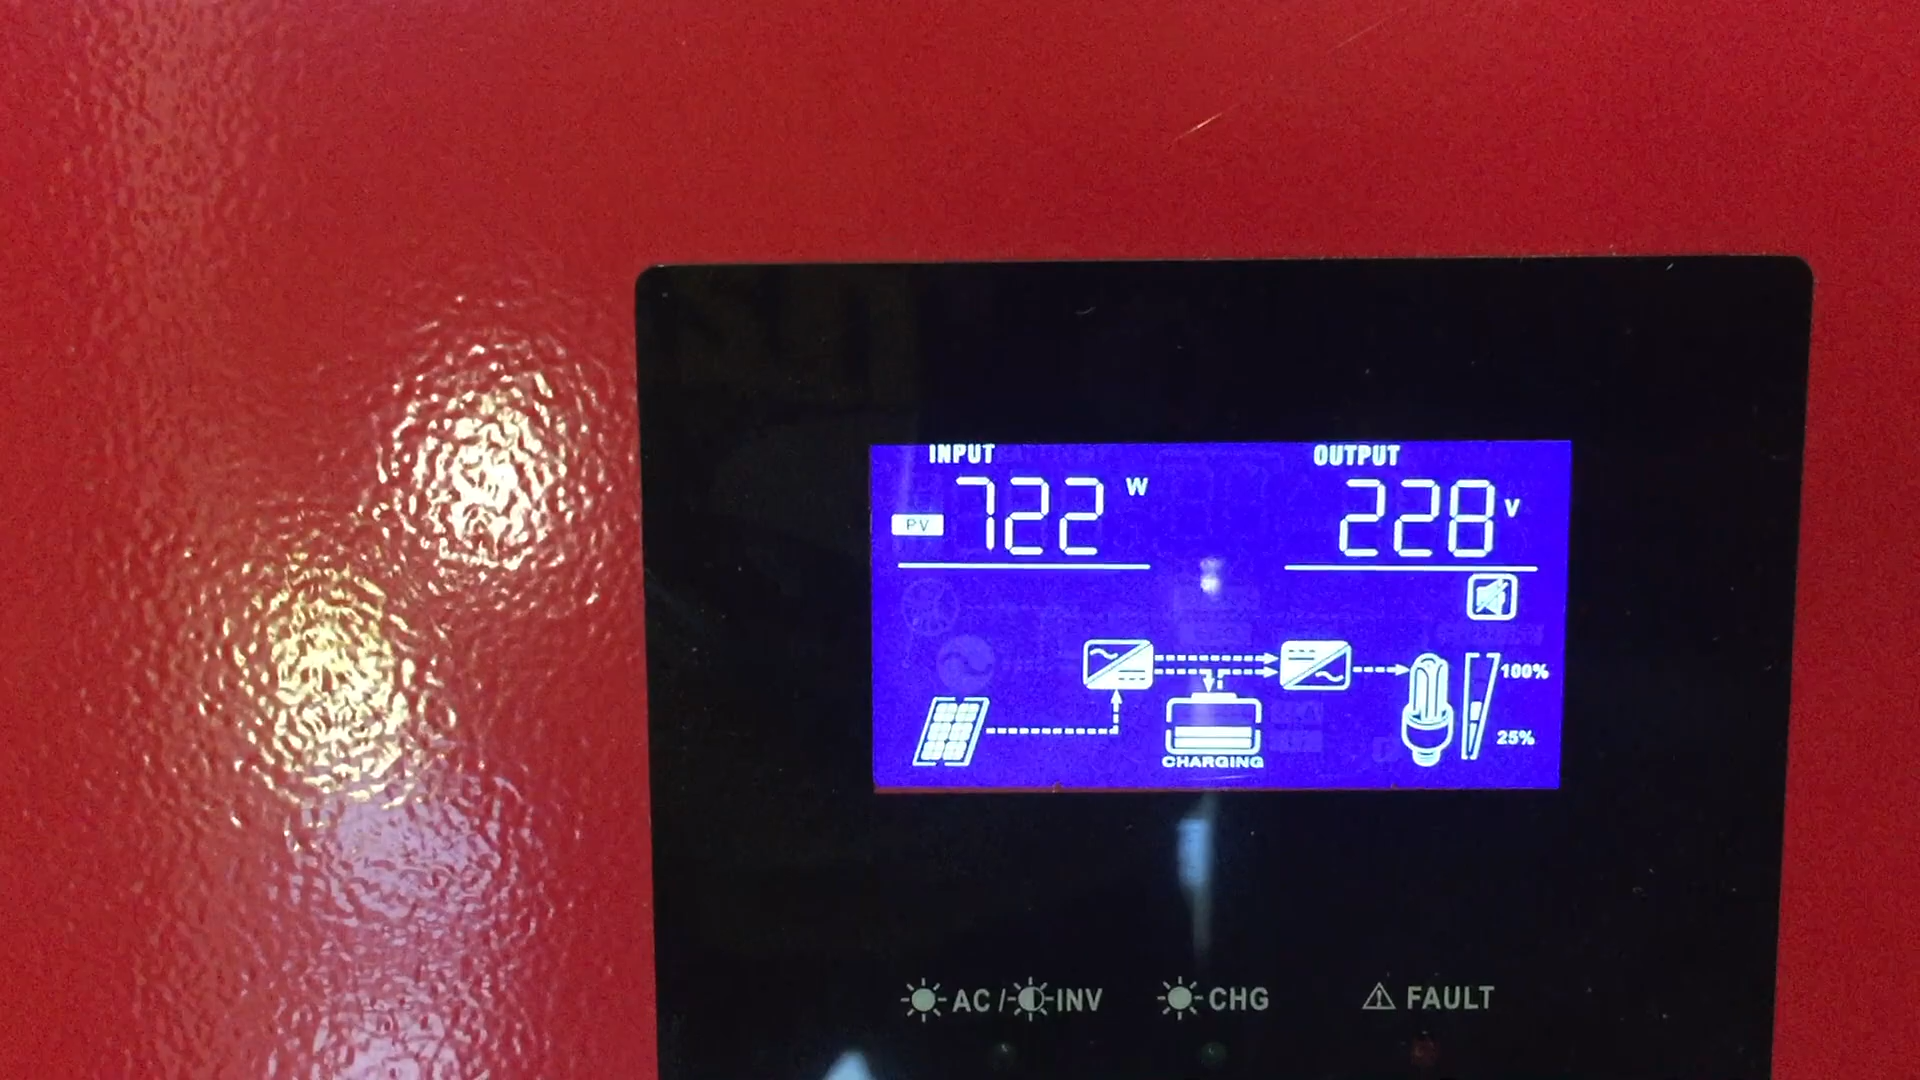 INPUT OUTPUT
PV 722 W 228 V
100%
25%
CHARGING
AC / INV CHG FAULT